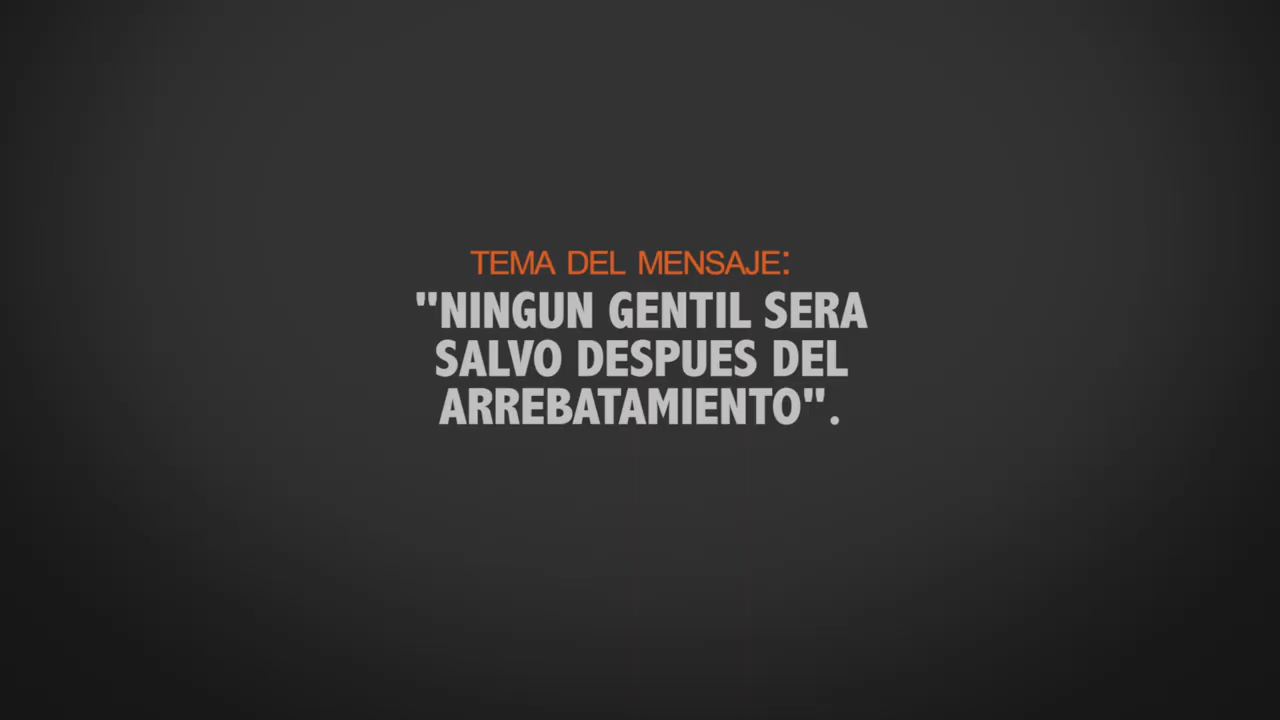 TEMA DEL MENSAJE:
"NINGUN GENTIL SERA
SALVO DESPUES DEL
ARREBATAMIENTO".